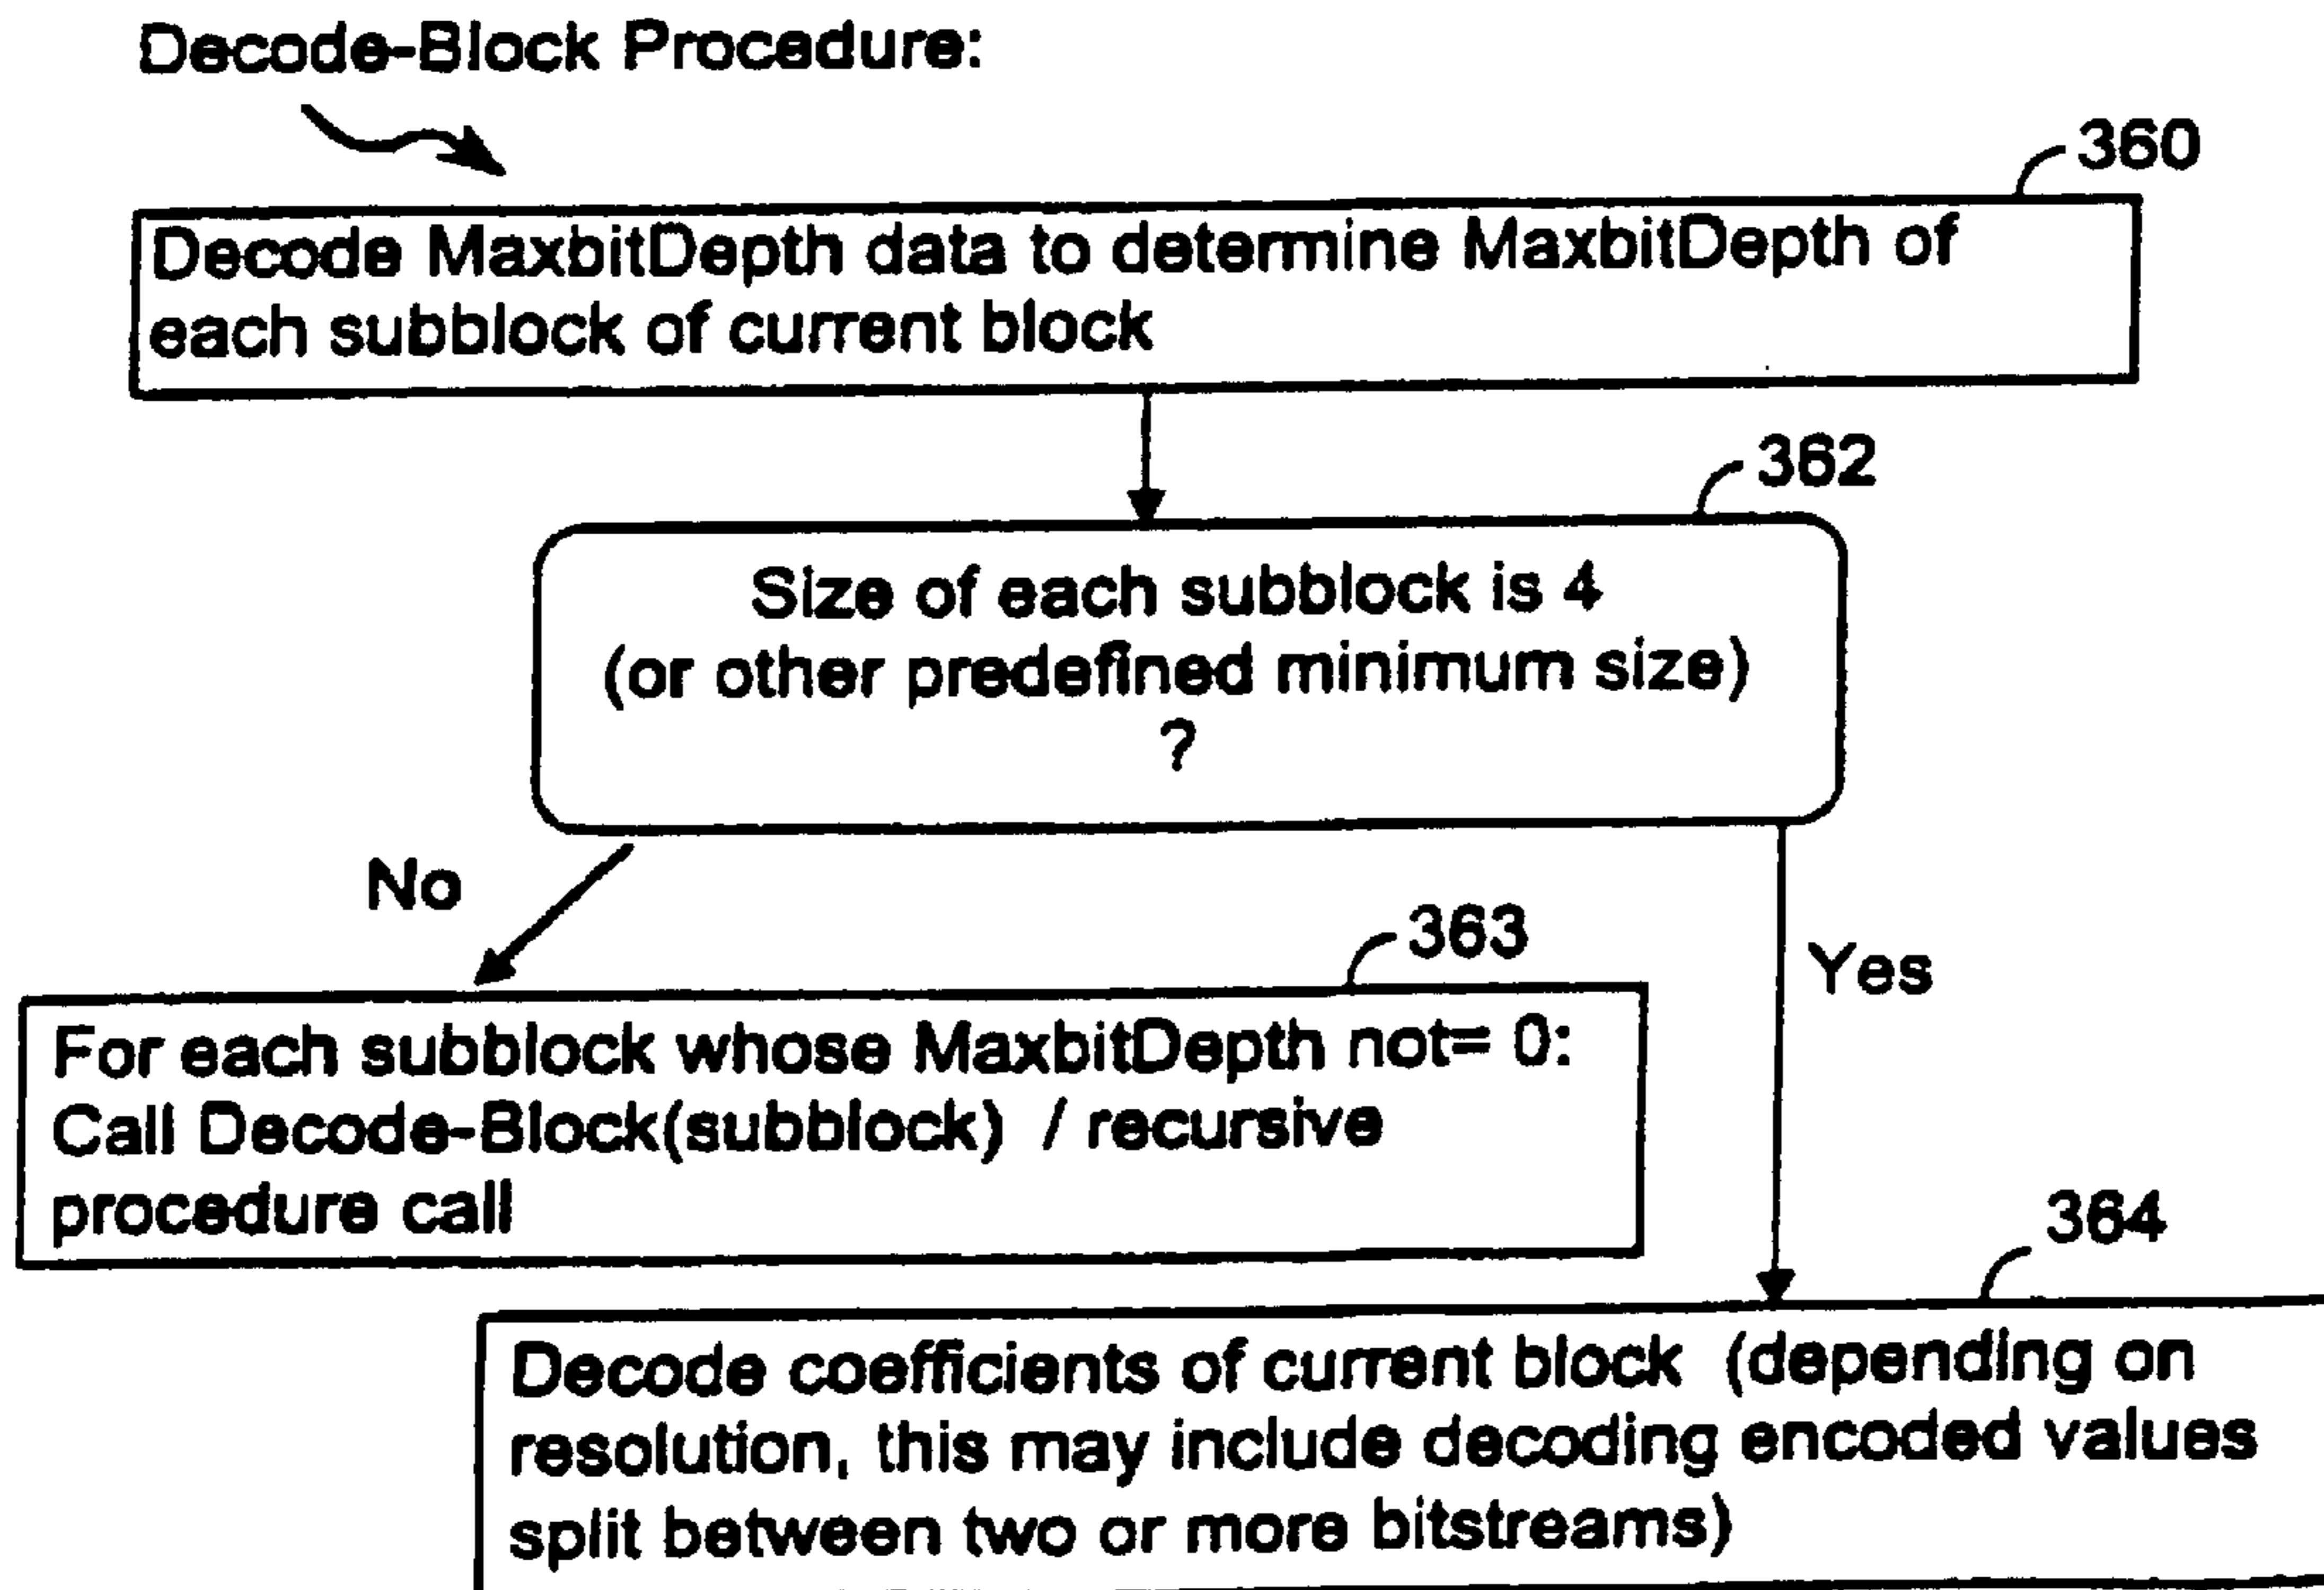 Decode-Block Procedure:
360
Decode MaxbitDepth data to determine MaxbitDepth of
each subblock of current block
362
Size of each subblock is 4
(or other predefined minimum size)
?
No
363
Yes
For each subblock whose MaxbitDepth not= 0:
Call Decode-Block(subblock) / recursive
procedure call
364
Decode coefficients of current block (depending on
resolution, this may include decoding encoded values
split between two or more bitstreams)